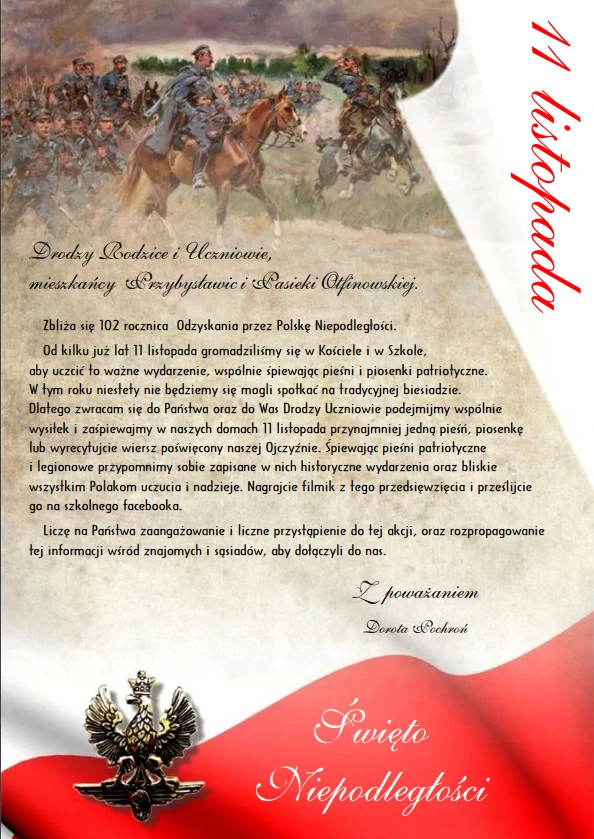 11 listopada
Drodzy Rodzice i Uczniowie,
mieszkańcy Przybysławic i Pasieki Otfinowskiej.
Zbliża się 102 rocznica Odzyskania przez Polskę Niepodległości.
Od kilku już lat 11 listopada gromadziliśmy się w Kościele i w Szkole,
aby uczcić to ważne wydarzenie, wspólnie śpiewając pieśni i piosenki patriotyczne.
W tym roku niestety nie będziemy się mogli spotkać na tradycyjnej biesiadzie.
Dlatego zwracam się do Państwa oraz do Was Drodzy Uczniowie podejmijmy wspólnie
wysiłek i zaśpiewajmy w naszych domach 11 listopada przynajmniej jedną pieśń, piosenkę
lub wyrecytujcie wiersz poświęcony naszej Ojczyźnie. Śpiewając pieśni patriotyczne
i legionowe przypomnimy sobie zapisane w nich historyczne wydarzenia oraz bliskie
wszystkim Polakom uczucia i nadzieje. Nagrajcie filmik z tego przedsięwzięcia i prześlijcie
go na szkolnego facebooka.
Liczę na Państwa zaangażowanie i liczne przystąpienie do tej akcji, oraz rozpropagowanie
tej informacji wśród znajomych i sąsiadów, aby dołączyli do nas.
Z poważaniem
Dorota Pochroń
Święto
Niepodległości